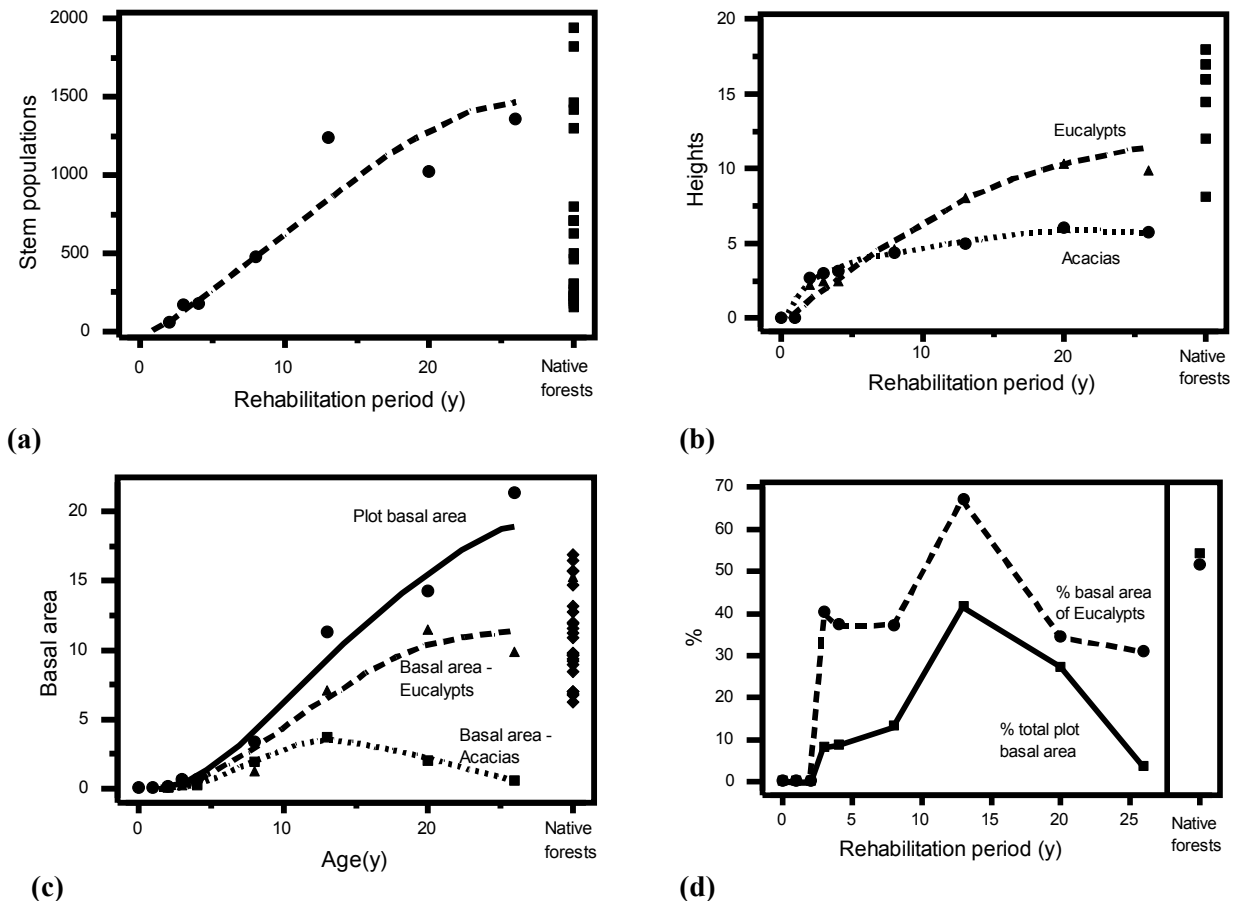 2000
1500
1000
500
0
Stem populations
0
10
20
Native
forests
Rehabilitation period (y)
(a)
20
15
10
5
0
Heights
Eucalypts
Acacias
0
10
20
Native
forests
Rehabilitation period (y)
(b)
20
15
10
5
0
Basal area
Plot basal area
Basal area -
Eucalypts
Basal area -
Acacias
0
10
20
Native
forests
Age(y)
(c)
70
60
50
40
30
20
10
0
%
% basal area
of Eucalypts
% total plot
basal area
0
5
10
15
20
25
Native
forests
Rehabilitation period (y)
(d)